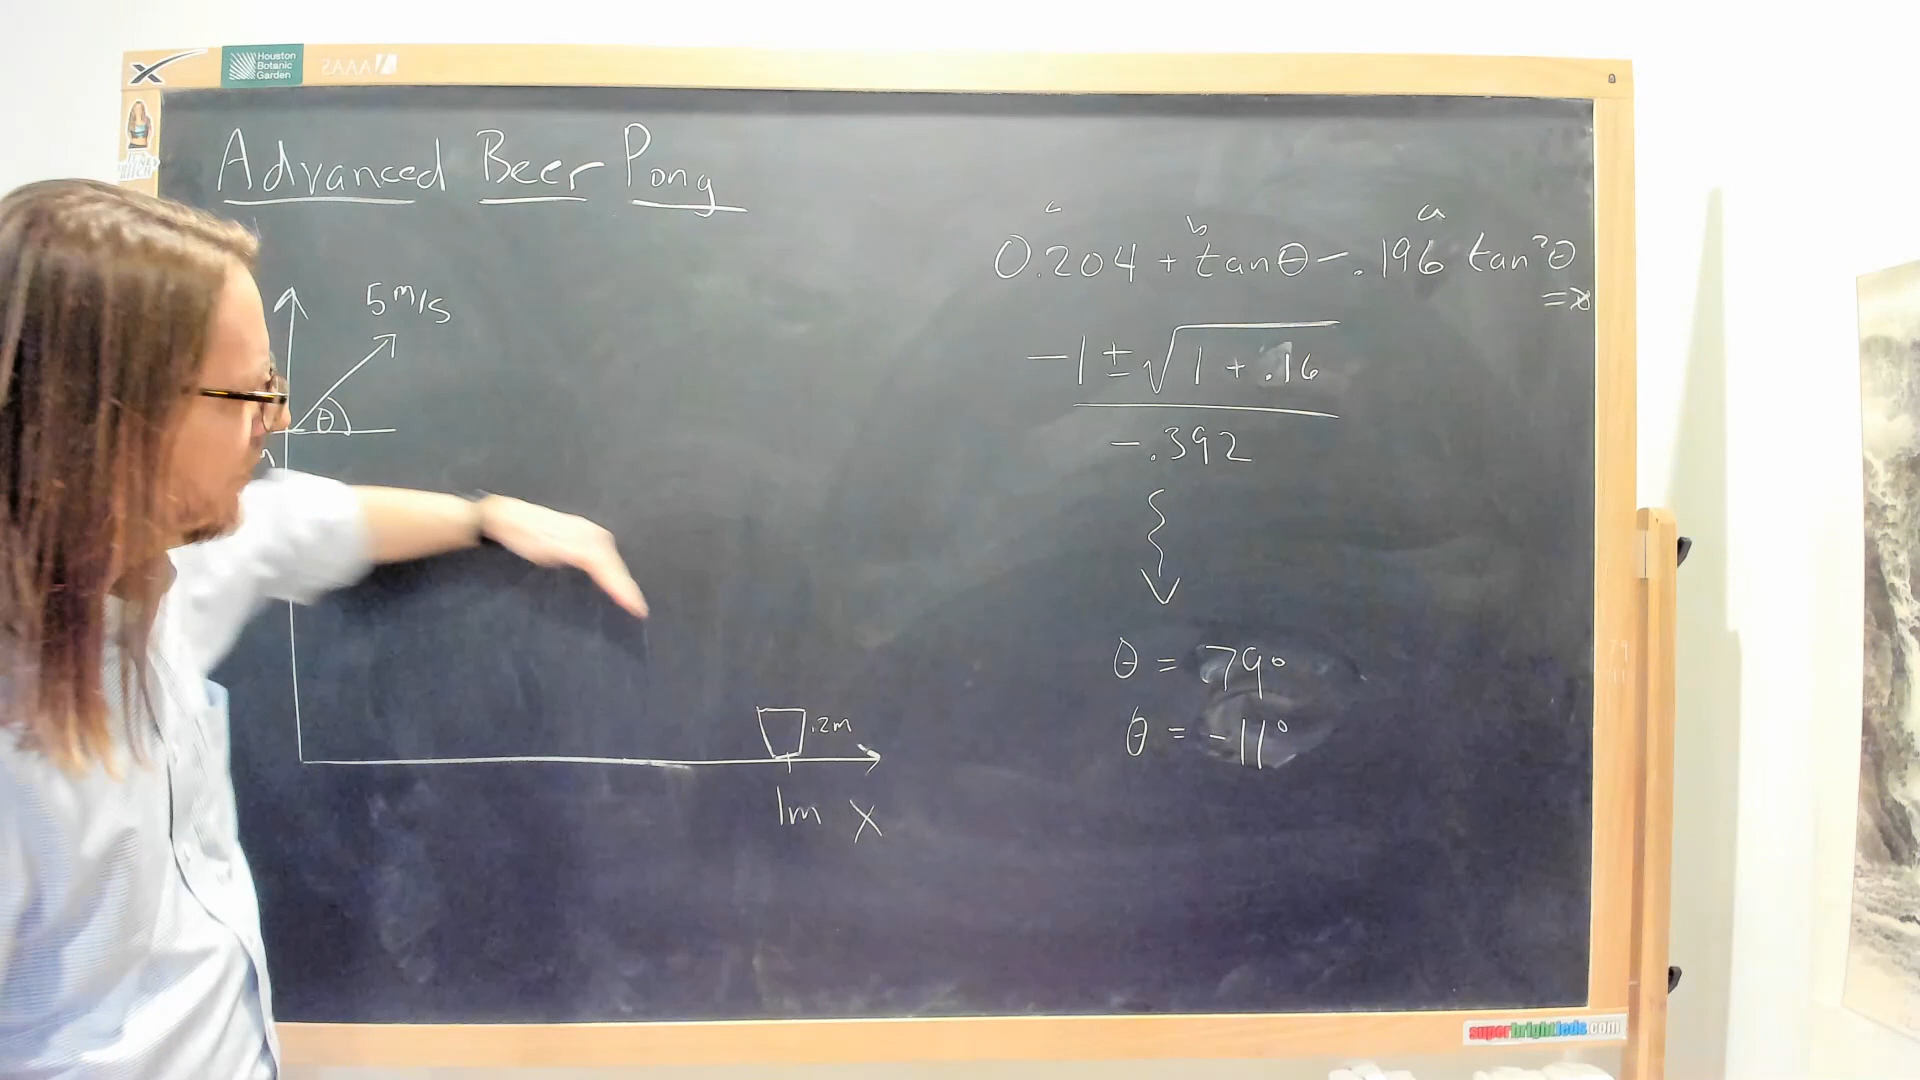 Houston
Botanic
Garden
AAAS
Advanced Beer Pong
c b a
0.204 + tanθ - .196 tan²θ
=
5 m/s
θ
-1 ± √1 + .16
-.392
θ = 79°
θ = -11°
.2m
1m X
superbrightleds.com